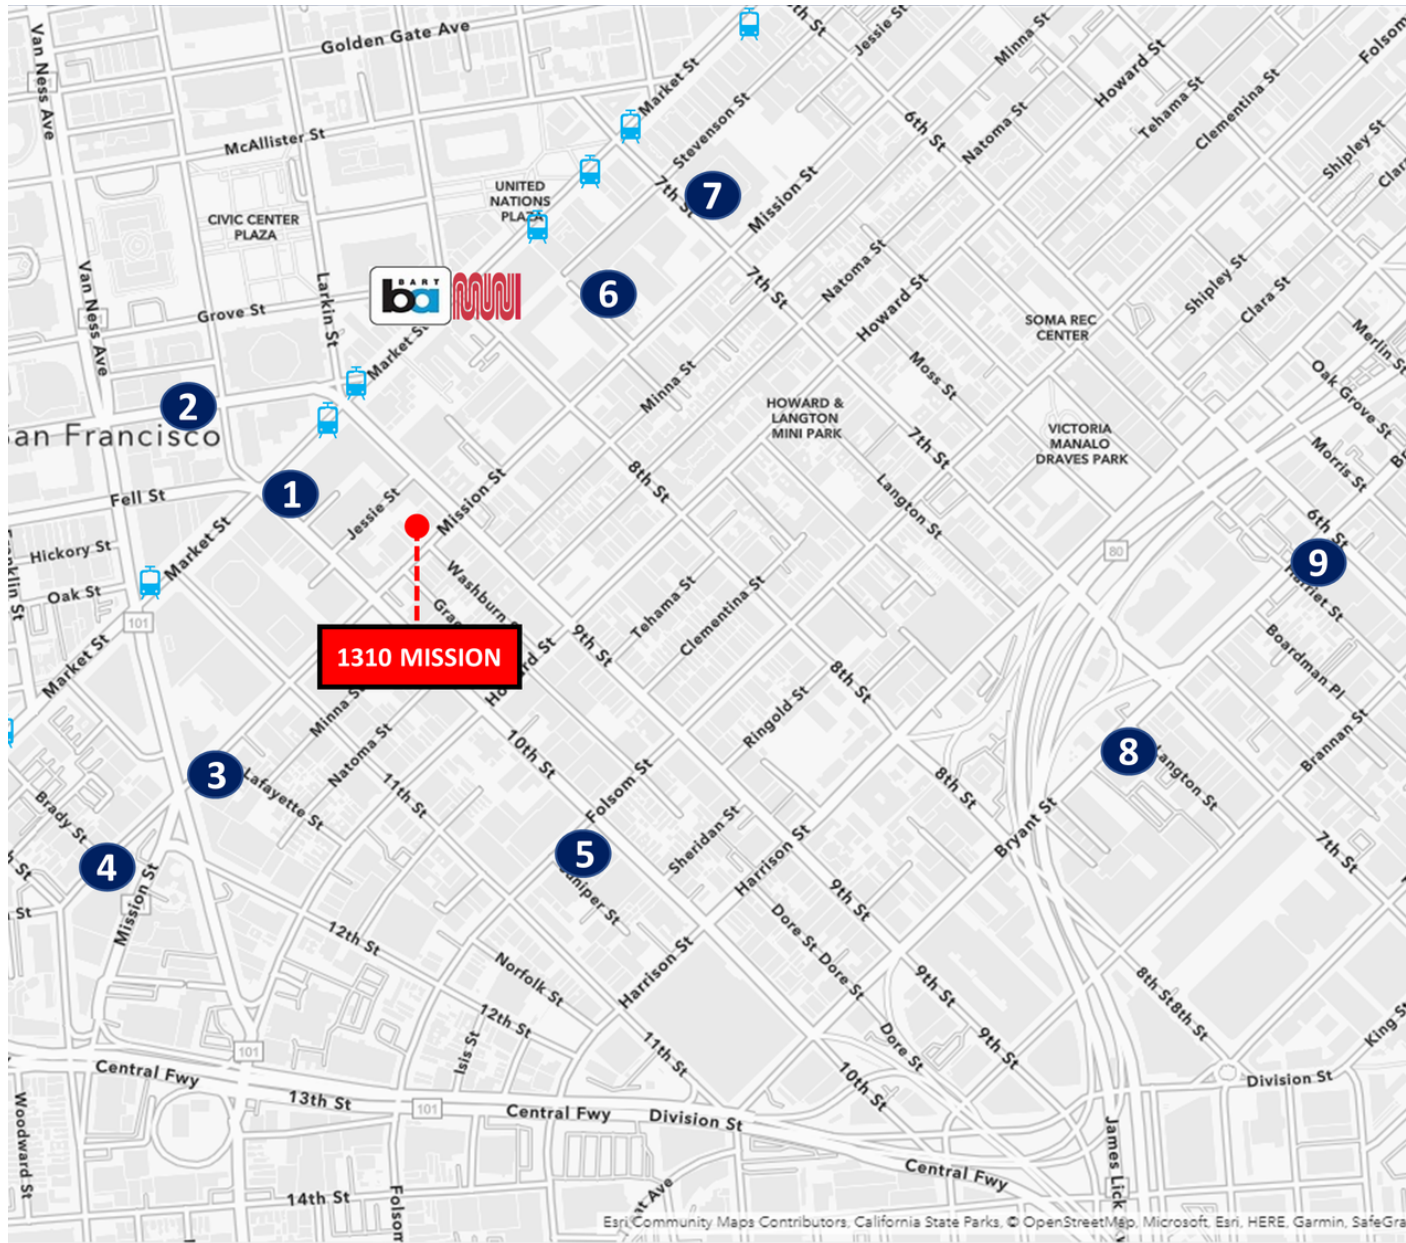 Golden Gate Ave
Van Ness Ave
McAllister St
Market St
Stevenson St
6th St
Jessie St
Minna St
Natoma St
Howard St
Tehama St
Clementina St
Folsom
Shipley St
Clara
UNITED
NATIONS
PLAZA
CIVIC CENTER
PLAZA
7th St
7
Mission St
Van Ness Ave
Larkin St
Grove St
BART
ba
MUNI
Market St
6
7th St
Natoma St
Howard St
Minna St
Shipley St
Clara St
SOMA REC
CENTER
Moss St
Merlin St
Oak Grove St
Morris St
2
San Francisco
HOWARD &
LANGTON
MINI PARK
VICTORIA
MANALO
DRAVES PARK
7th St
Langton St
8th St
Fell St
1
Jessie St
Mission St
Hickory St
Oak St
Market St
101
Washburn
80
6th St
9
Harriet St
Boardman Pl
Brannan St
1310 MISSION
Howard St
9th St
Tehama St
Clementina St
8th St
Ringold St
Market St
Minna St
Natoma St
3
Lafayette St
11th St
10th St
Folsom St
8
Langton St
8th St
Bryant St
7th St
Brady St
4
Mission St
5
Juniper St
Sheridan St
Harrison St
9th St
Dore St
Dore St
12th St
Norfolk St
Harrison St
12th St
Isis St
11th St
9th St
9th St
Dore St
10th St
8th St
8th St
King St
Division St
101
Central Fwy
13th St
101
Central Fwy
Division St
Central Fwy
Woodward St
14th St
Folsom
James Lick
Esri Community Maps Contributors, California State Parks, © OpenStreetMap, Microsoft, Esri, HERE, Garmin, SafeGra